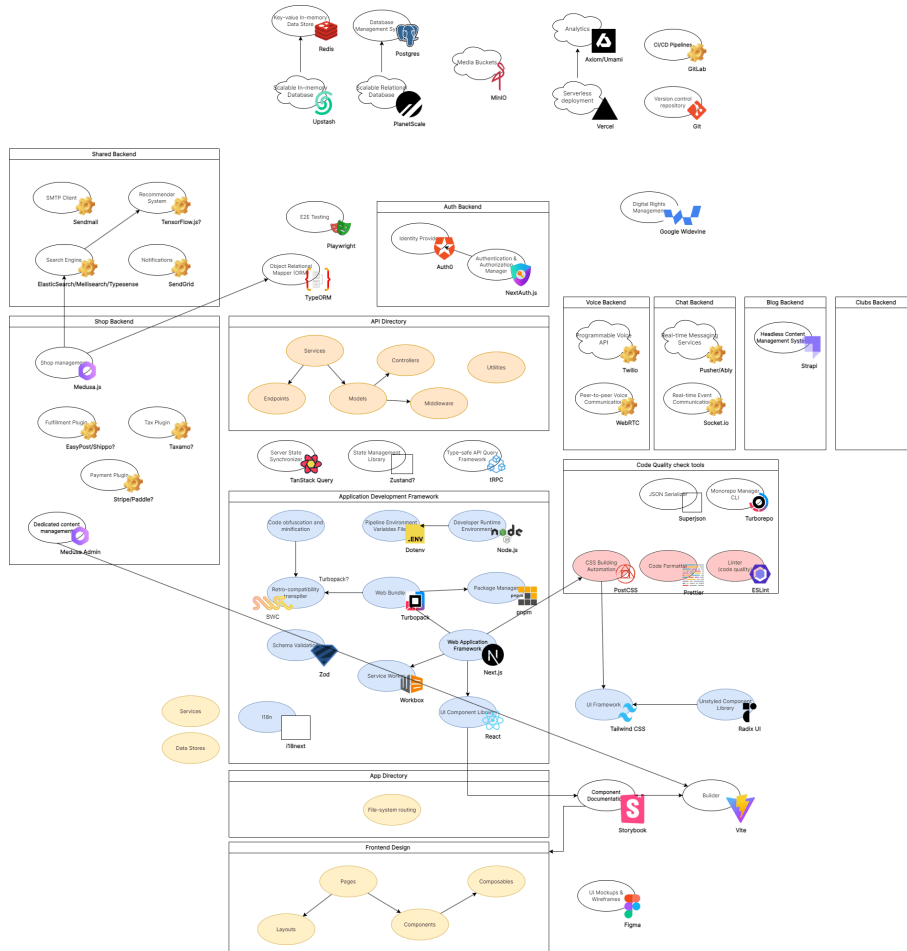 Key-value In-memory
Data Store
Redis
Database
Management System
Postgres
Analytics
Axiom/Umami
CI/CD Pipelines
GitLab
Media Buckets
MinIO
Scalable In-memory
Database
Upstash
Scalable Relational
Database
PlanetScale
Serverless
deployment
Vercel
Version control
repository
Git
Shared Backend
SMTP Client
Sendmail
Recommender
System
TensorFlow.js?
Search Engine
ElasticSearch/Meilisearch/Typesense
Notifications
SendGrid
E2E Testing
Playwright
Object Relational
Mapper (ORM)
TypeORM
Auth Backend
Identity Provider
Auth0
Authentication &
Authorization
Manager
NextAuth.js
Digital Rights
Management
Google Widevine
Shop Backend
Shop management
Medusa.js
Fulfillment Plugin
EasyPost/Shippo?
Tax Plugin
Taxamo?
Payment Plugin
Stripe/Paddle?
Dedicated content
management
Medusa Admin
API Directory
Services
Controllers
Utilities
Endpoints
Models
Middleware
Voice Backend
Programmable Voice
API
Twilio
Peer-to-peer Voice
Communication
WebRTC
Chat Backend
Real-time Messaging
Services
Pusher/Ably
Real-time Event
Communication
Socket.io
Blog Backend
Headless Content
Management System
Strapi
Clubs Backend
Server State
Synchronizer
TanStack Query
State Management
Library
Zustand?
Type-safe API Query
Framework
tRPC
Code Quality check tools
JSON Serializer
Superjson
Monorepo Manager
CLI
Turborepo
CSS Building
Automation
PostCSS
Code Formatter
Prettier
Linter
(code quality)
ESLint
Application Development Framework
Code obfuscation and
minification
Pipeline Environment
Variables File
.ENV
Dotenv
Developer Runtime
Environment
node
Node.js
Turbopack?
Retro-compatibility
Transpiler
SWC
Web Bundle
Turbopack
Package Manager
pnpm
pnpm
Schema Validation
Zod
Web Application
Framework
Next.js
Service Worker
Workbox
I18n
i18next
UI Component Library
React
UI Framework
Tailwind CSS
Unstyled Component
Library
Radix UI
Services
Data Stores
App Directory
File-system routing
Component
Documentation
Storybook
Builder
Vite
Frontend Design
Pages
Composables
Layouts
Components
UI Mockups &
Wireframes
Figma